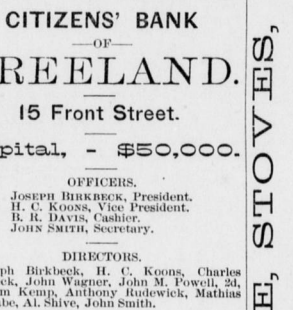 CITIZENS' BANK
—OF—
REELAND.
15 Front Street.
pital, - $50,000.
OFFICERS.
JOSEPH BIRKBECK, President.
H. C. KOONS, Vice President.
B. R. DAVIS, Cashier.
JOHN SMITH, Secretary.
DIRECTORS.
ph Birkbeck, H. C. Koons, Charles
ck, John Wagner, John M. Powell, 2d,
n Kemp, Anthony Rudewick, Mathias
be, Al. Shive, John Smith.
E, STOVES,